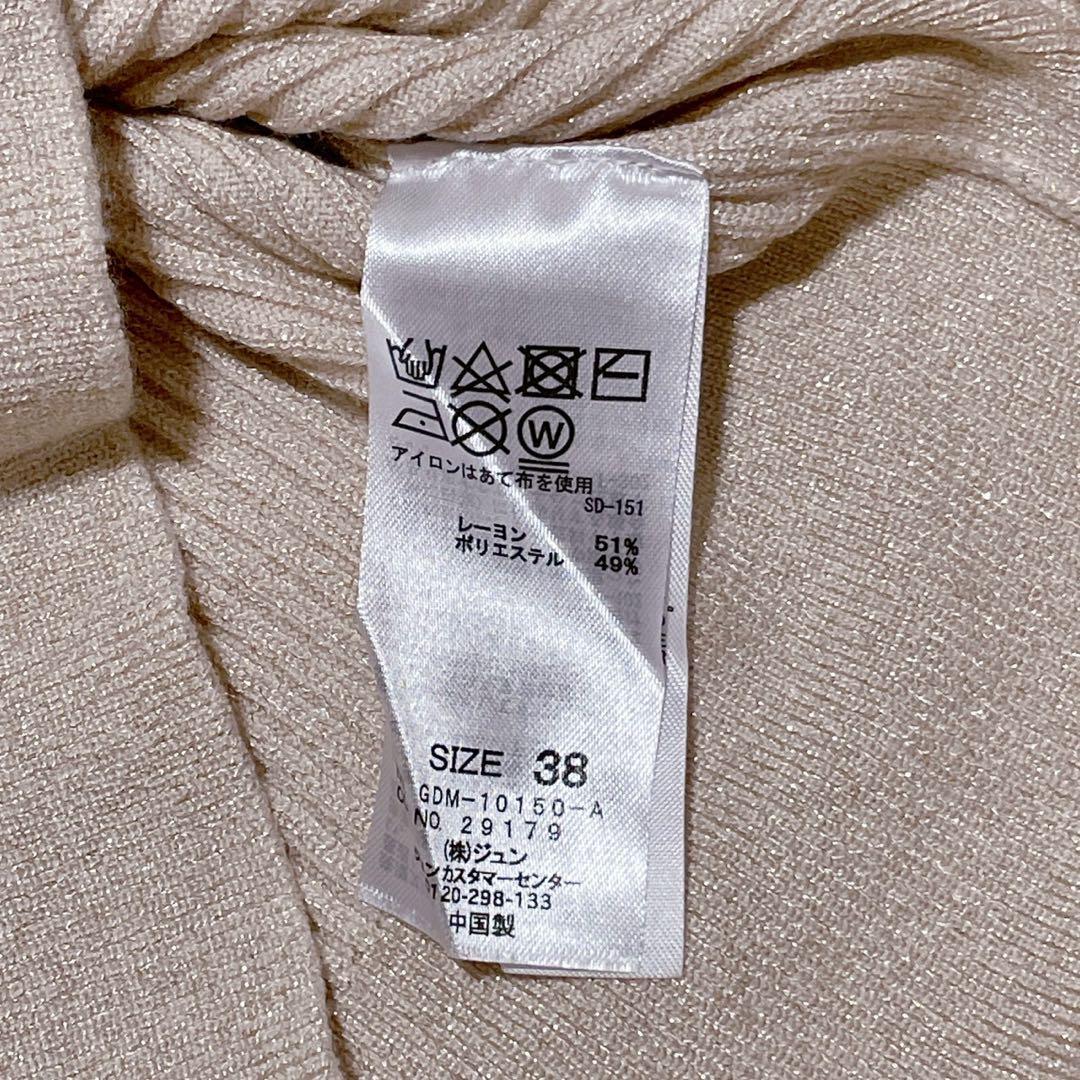 W
アイロンはあて布を使用
SD-151
レーヨン 51%
ポリエステル 49%
SIZE 38
GDM-10150-A
NO. 29179
(株)ジュン
カスタマーセンター
120-298-133
中国製